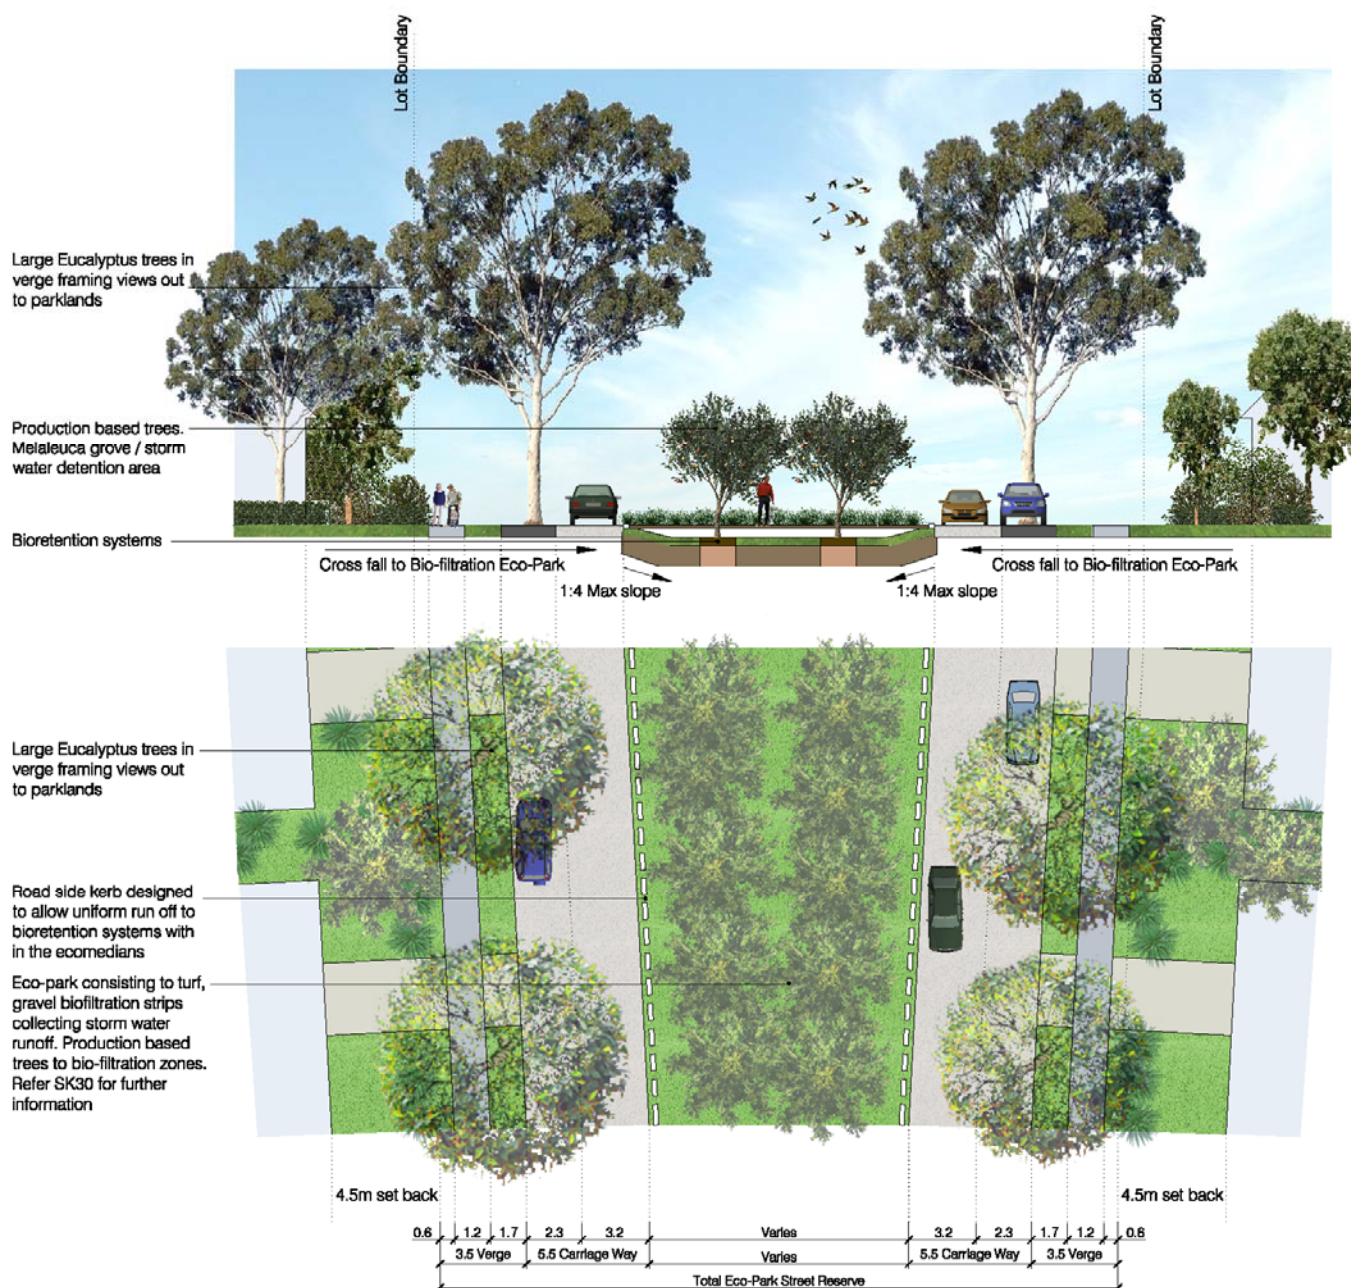 Lot Boundary
Lot Boundary
Large Eucalyptus trees in
verge framing views out
to parklands
Production based trees.
Melaleuca grove / storm
water detention area
Bioretention systems
Cross fall to Bio-filtration Eco-Park
Cross fall to Bio-filtration Eco-Park
1:4 Max slope
1:4 Max slope
Large Eucalyptus trees in
verge framing views out
to parklands
Road side kerb designed
to allow uniform run off to
bioretention systems with
in the ecomedians
Eco-park consisting to turf,
gravel biofiltration strips
collecting storm water
runoff. Production based
trees to bio-filtration zones.
Refer SK30 for further
information
4.5m set back
4.5m set back
0.6 1.2 1.7 2.3 3.2 Varies 3.2 2.3 1.7 1.2 0.6
3.5 Verge 5.5 Carriage Way Varies 5.5 Carriage Way 3.5 Verge
Total Eco-Park Street Reserve